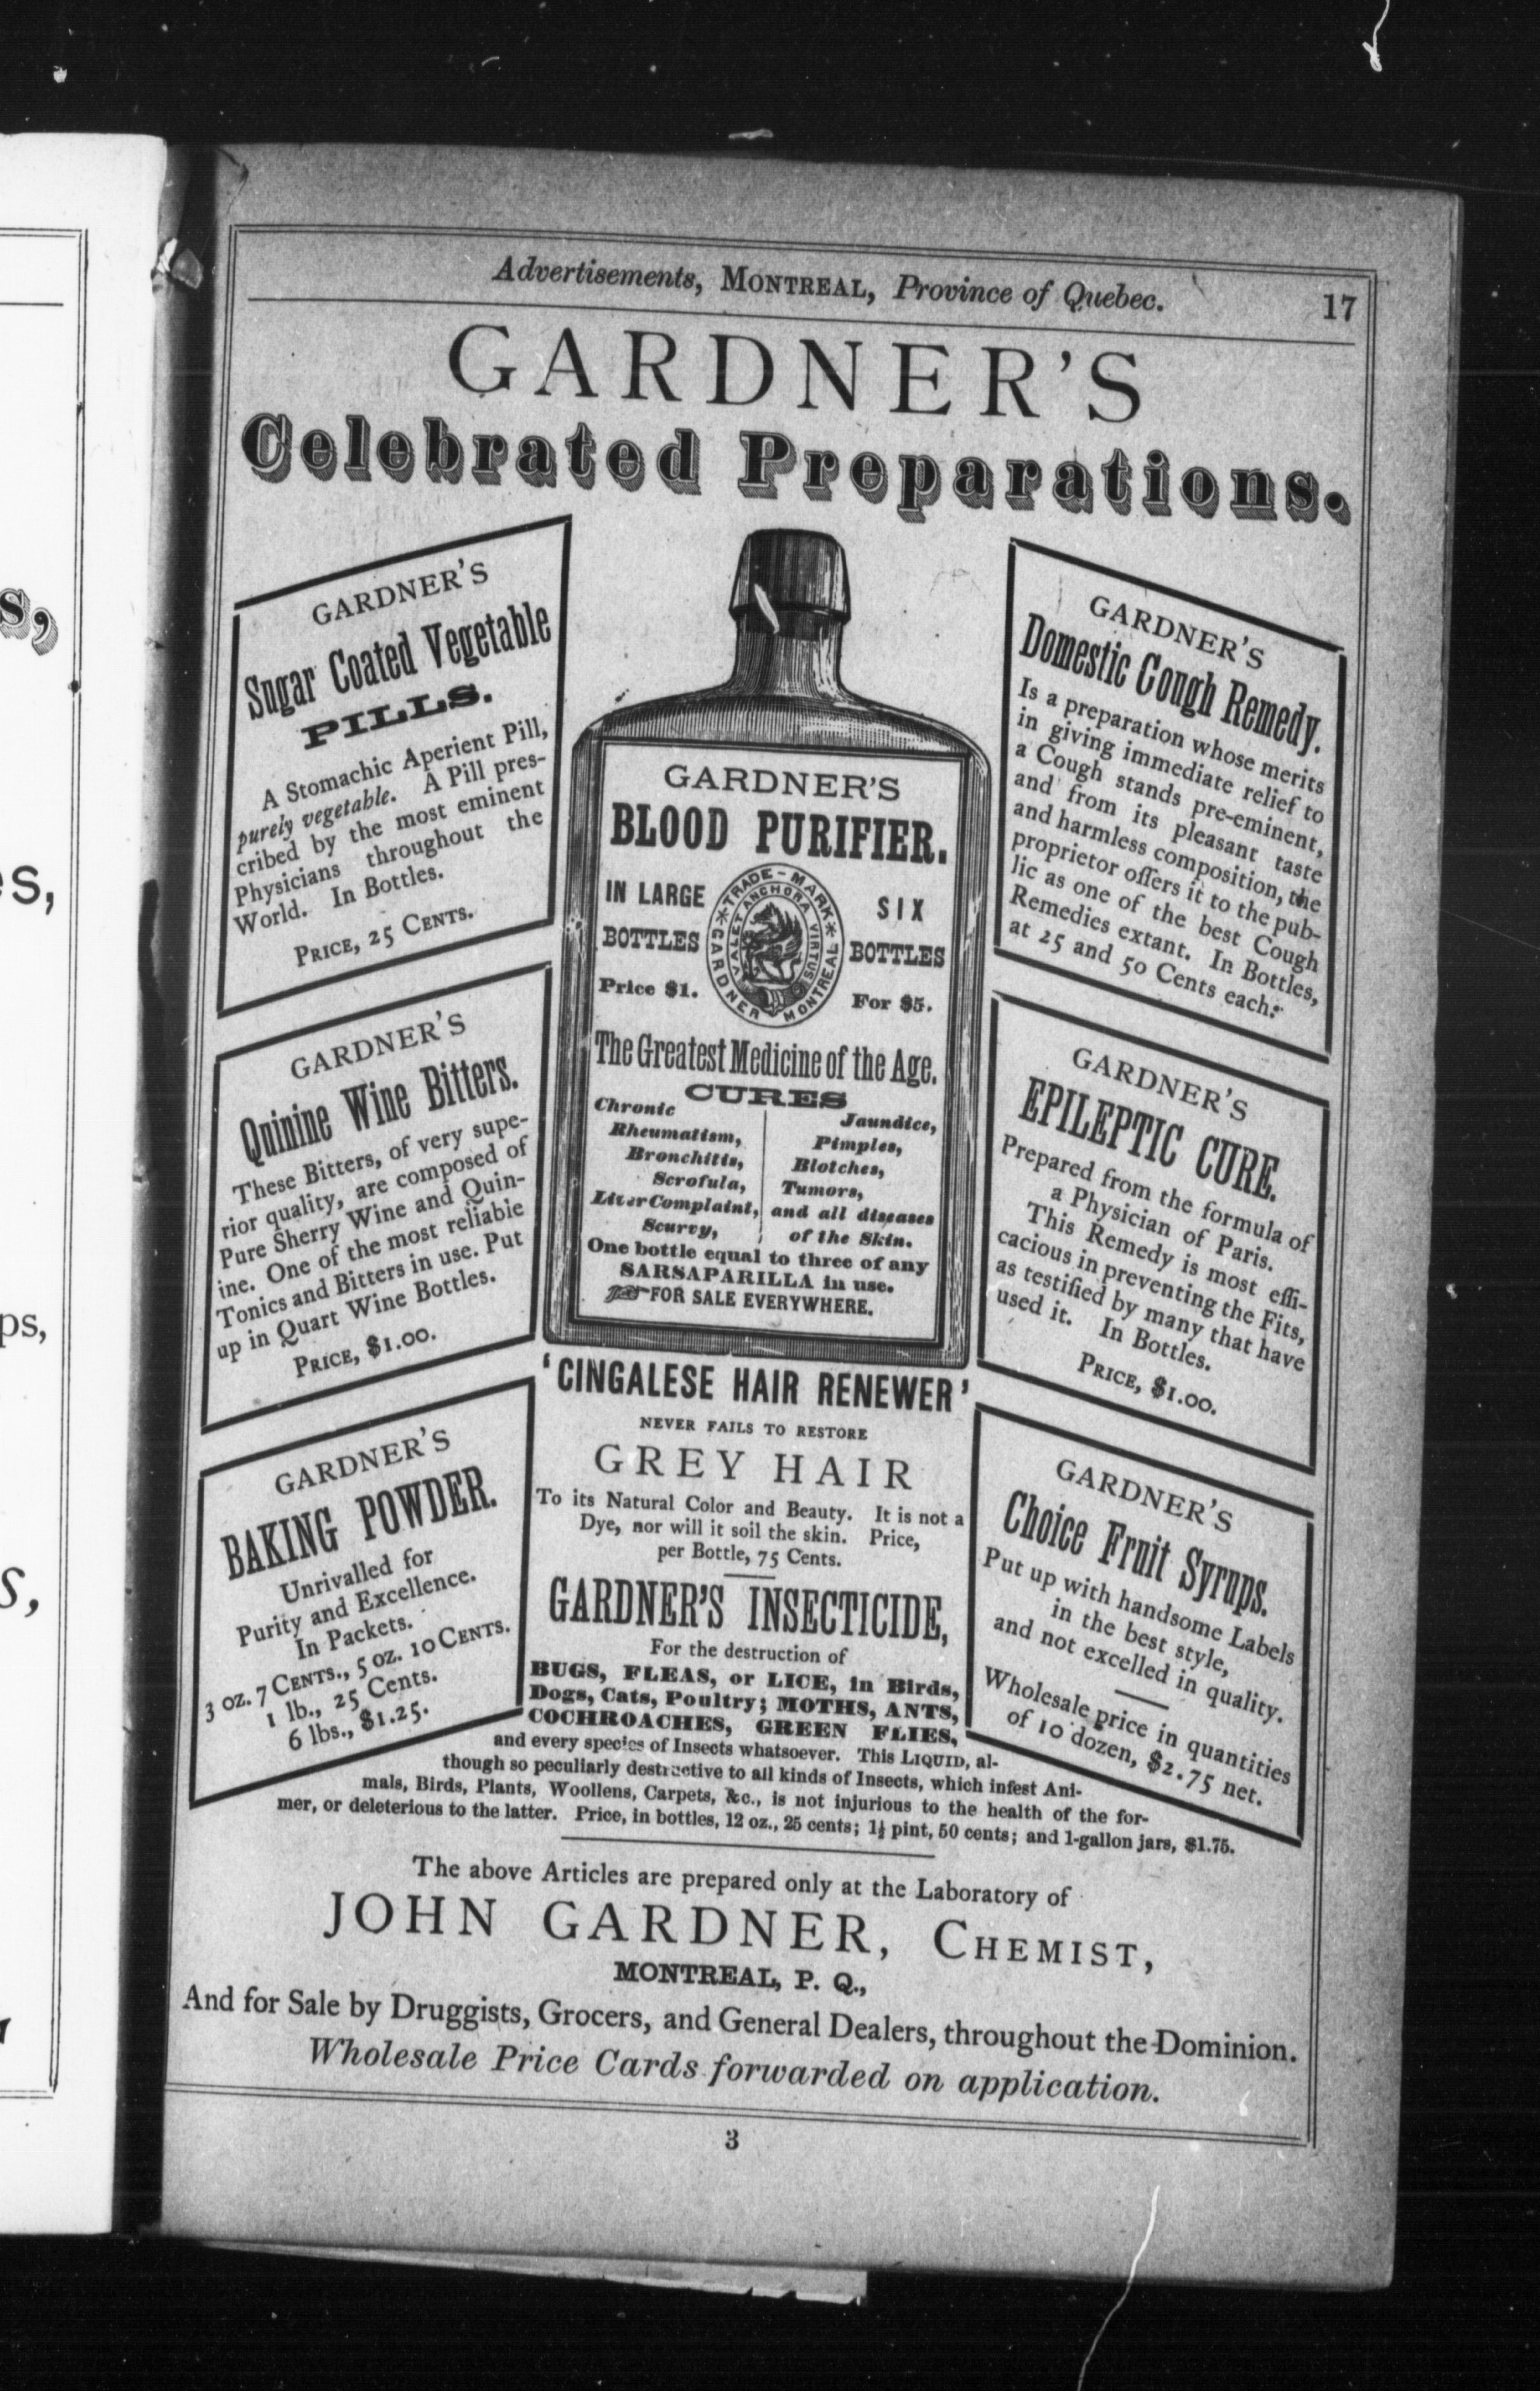 Advertisements, MONTREAL, Province of Quebec.
17
GARDNER'S
Celebrated Preparations.
GARDNER'S
Sugar Coated Vegetable
PILLS.
A Stomachic Aperient Pill,
purely vegetable. A Pill pres-
cribed by the most eminent
Physicians throughout the
World. In Bottles.
PRICE, 25 CENTS.
GARDNER'S
Quinine Wine Bitters.
These Bitters, of very supe-
rior quality, are composed of
Pure Sherry Wine and Quin-
ine. One of the most reliable
Tonics and Bitters in use. Put
up in Quart Wine Bottles.
PRICE, $1.00.
GARDNER'S
BAKING POWDER.
Unrivalled for
Purity and Excellence.
In Packets.
3 oz. 7 CENTS., 5 oz. 10 CENTS.
1 lb., 25 Cents.
6 lbs., $1.25.
GARDNER'S
BLOOD PURIFIER.
IN LARGE
BOTTLES
Price $1.
TRADE-MARK
GARDNER MONTREAL
VALET ANCHORA VIRTUS
SIX
BOTTLES
For $5.
The Greatest Medicine of the Age.
CURES
Chronic
Rheumatism,
Bronchitis,
Scrofula,
Liver Complaint,
Scurvy,
Jaundice,
Pimples,
Blotches,
Tumors,
and all diseases
of the Skin.
One bottle equal to three of any
SARSAPARILLA in use.
FOR SALE EVERYWHERE.
'CINGALESE HAIR RENEWER'
NEVER FAILS TO RESTORE
GREY HAIR
To its Natural Color and Beauty. It is not a
Dye, nor will it soil the skin. Price,
per Bottle, 75 Cents.
GARDNER'S INSECTICIDE,
For the destruction of
BUGS, FLEAS, or LICE, in Birds,
Dogs, Cats, Poultry; MOTHS, ANTS,
COCHROACHES, GREEN FLIES,
and every species of Insects whatsoever. This LIQUID, al-
though so peculiarly destructive to all kinds of Insects, which infest Ani-
mals, Birds, Plants, Woollens, Carpets, &c., is not injurious to the health of the for-
mer, or deleterious to the latter. Price, in bottles, 12 oz., 25 cents; 1½ pint, 50 cents; and 1-gallon jars, $1.75.
GARDNER'S
Domestic Cough Remedy.
Is a preparation whose merits
in giving immediate relief to
a Cough stands pre-eminent,
and from its pleasant taste
and harmless composition, the
proprietor offers it to the pub-
lic as one of the best Cough
Remedies extant. In Bottles,
at 25 and 50 Cents each.
GARDNER'S
EPILEPTIC CURE.
Prepared from the formula of
a Physician of Paris.
This Remedy is most effi-
cacious in preventing the Fits,
as testified by many that have
used it. In Bottles.
PRICE, $1.00.
GARDNER'S
Choice Fruit Syrups.
Put up with handsome Labels
in the best style,
and not excelled in quality.
Wholesale price in quantities
of 10 dozen, $2.75 net.
The above Articles are prepared only at the Laboratory of
JOHN GARDNER, CHEMIST,
MONTREAL, P. Q.,
And for Sale by Druggists, Grocers, and General Dealers, throughout the Dominion.
Wholesale Price Cards forwarded on application.
3